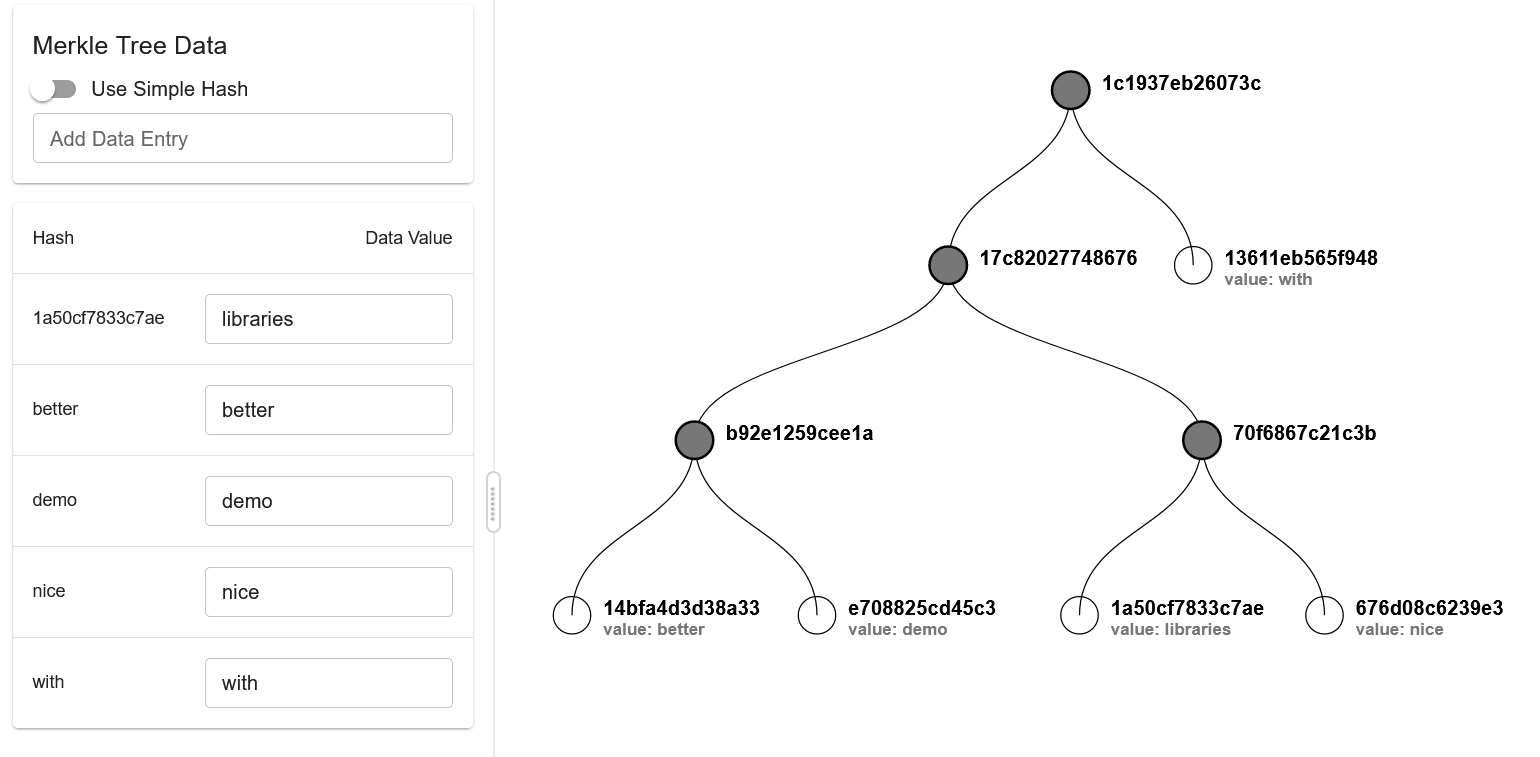 Merkle Tree Data
Use Simple Hash
Add Data Entry
Hash Data Value
1a50cf7833c7ae libraries
better better
demo demo
nice nice
with with
1c1937eb26073c
17c82027748676
13611eb565f948
value: with
b92e1259cee1a
70f6867c21c3b
14bfa4d3d38a33
value: better
e708825cd45c3
value: demo
1a50cf7833c7ae
value: libraries
676d08c6239e3
value: nice